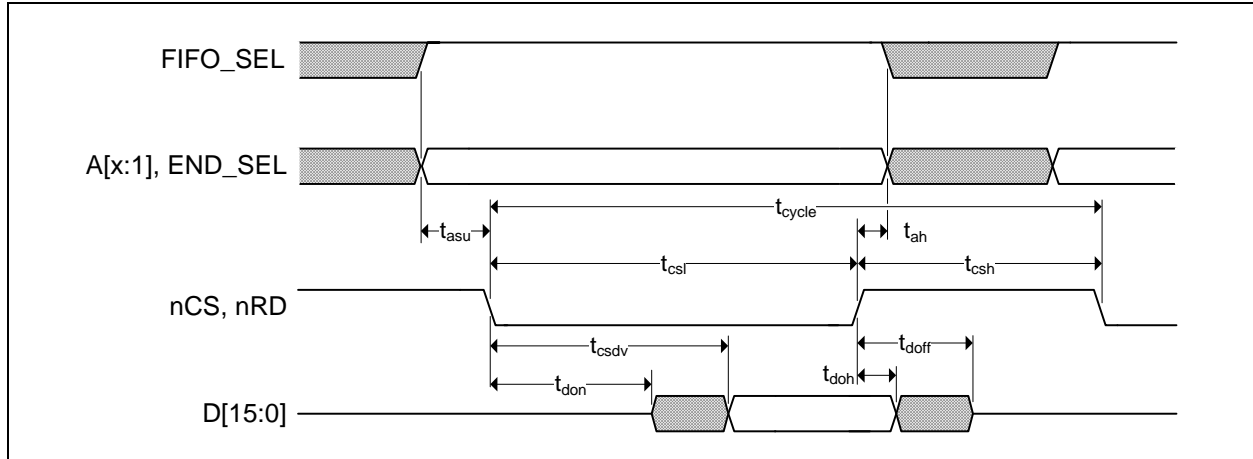 FIFO_SEL
A[x:1], END_SEL
tcycle
tasu
tah
tcsl
tcsh
nCS, nRD
tcsdv
tdoff
tdon
tdoh
D[15:0]